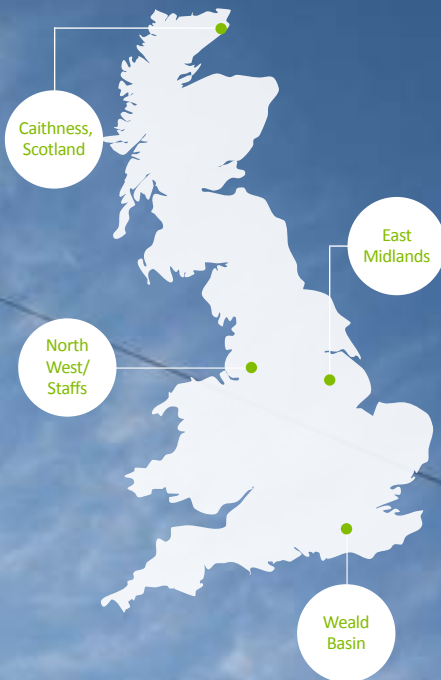 Caithness,
Scotland
East
Midlands
North
West/
Staffs
Weald
Basin